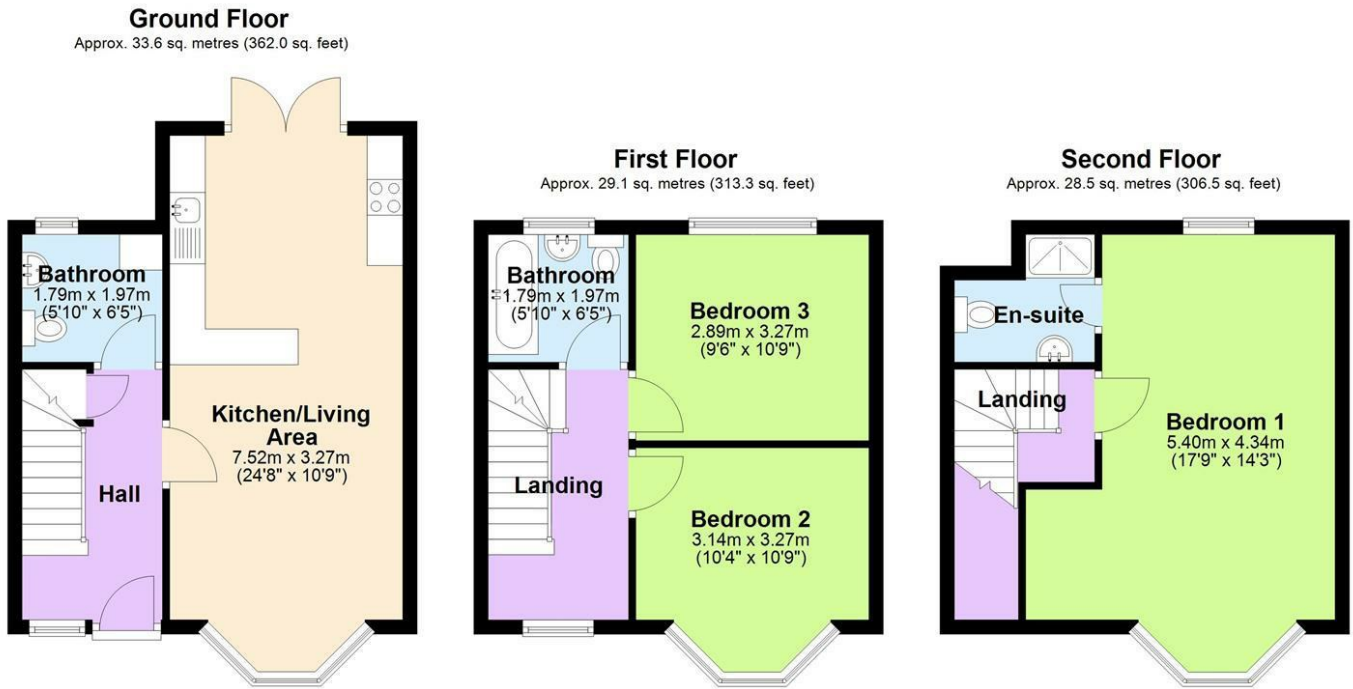 Ground Floor
Approx. 33.6 sq. metres (362.0 sq. feet)
Bathroom
1.79m x 1.97m
(5'10" x 6'5")
Kitchen/Living
Area
7.52m x 3.27m
(24'8" x 10'9")
Hall
First Floor
Approx. 29.1 sq. metres (313.3 sq. feet)
Bathroom
1.79m x 1.97m
(5'10" x 6'5")
Bedroom 3
2.89m x 3.27m
(9'6" x 10'9")
Landing
Bedroom 2
3.14m x 3.27m
(10'4" x 10'9")
Second Floor
Approx. 28.5 sq. metres (306.5 sq. feet)
En-suite
Landing
Bedroom 1
5.40m x 4.34m
(17'9" x 14'3")